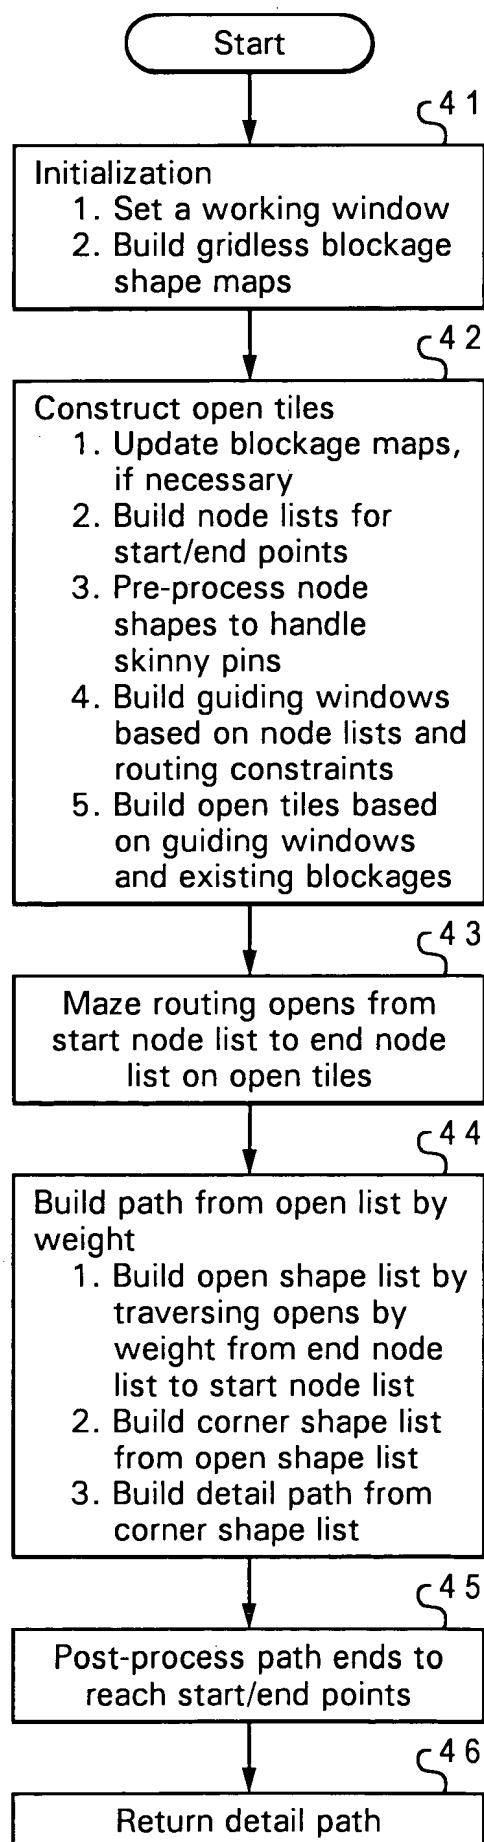 Start
41
Initialization
1. Set a working window
2. Build gridless blockage
shape maps
42
Construct open tiles
1. Update blockage maps,
if necessary
2. Build node lists for
start/end points
3. Pre-process node
shapes to handle
skinny pins
4. Build guiding windows
based on node lists and
routing constraints
5. Build open tiles based
on guiding windows
and existing blockages
43
Maze routing opens from
start node list to end node
list on open tiles
44
Build path from open list by
weight
1. Build open shape list by
traversing opens by
weight from end node
list to start node list
2. Build corner shape list
from open shape list
3. Build detail path from
corner shape list
45
Post-process path ends to
reach start/end points
46
Return detail path